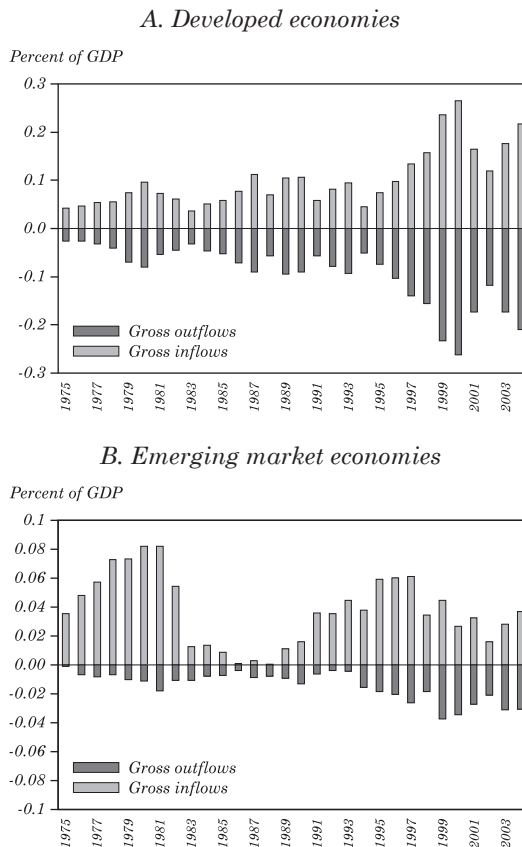 A. Developed economies
Percent of GDP
0.3
0.2
0.1
0.0
-0.1
-0.2
-0.3
Gross outflows
Gross inflows
1975 1977 1979 1981 1983 1985 1987 1989 1991 1993 1995 1997 1999 2001 2003
B. Emerging market economies
Percent of GDP
0.1
0.08
0.06
0.04
0.02
0.00
-0.02
-0.04
-0.06
-0.08
-0.1
Gross outflows
Gross inflows
1975 1977 1979 1981 1983 1985 1987 1989 1991 1993 1995 1997 1999 2001 2003